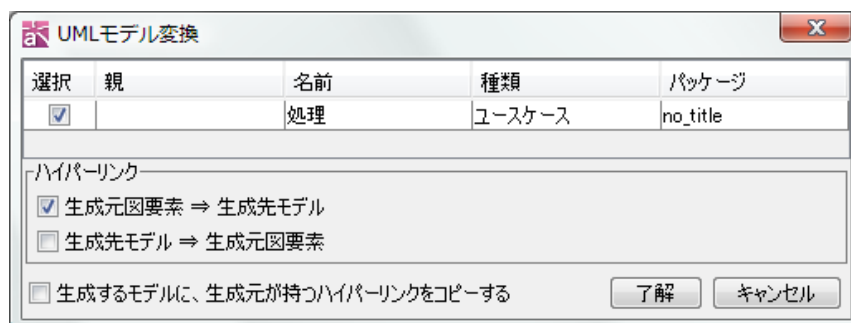 UMLモデル変換
選択 親 名前 種類 パッケージ
処理 ユースケース no_title
ハイパーリンク
生成元図要素 ⇒ 生成先モデル
生成先モデル ⇒ 生成元図要素
生成するモデルに、生成元が持つハイパーリンクをコピーする 了解 キャンセル